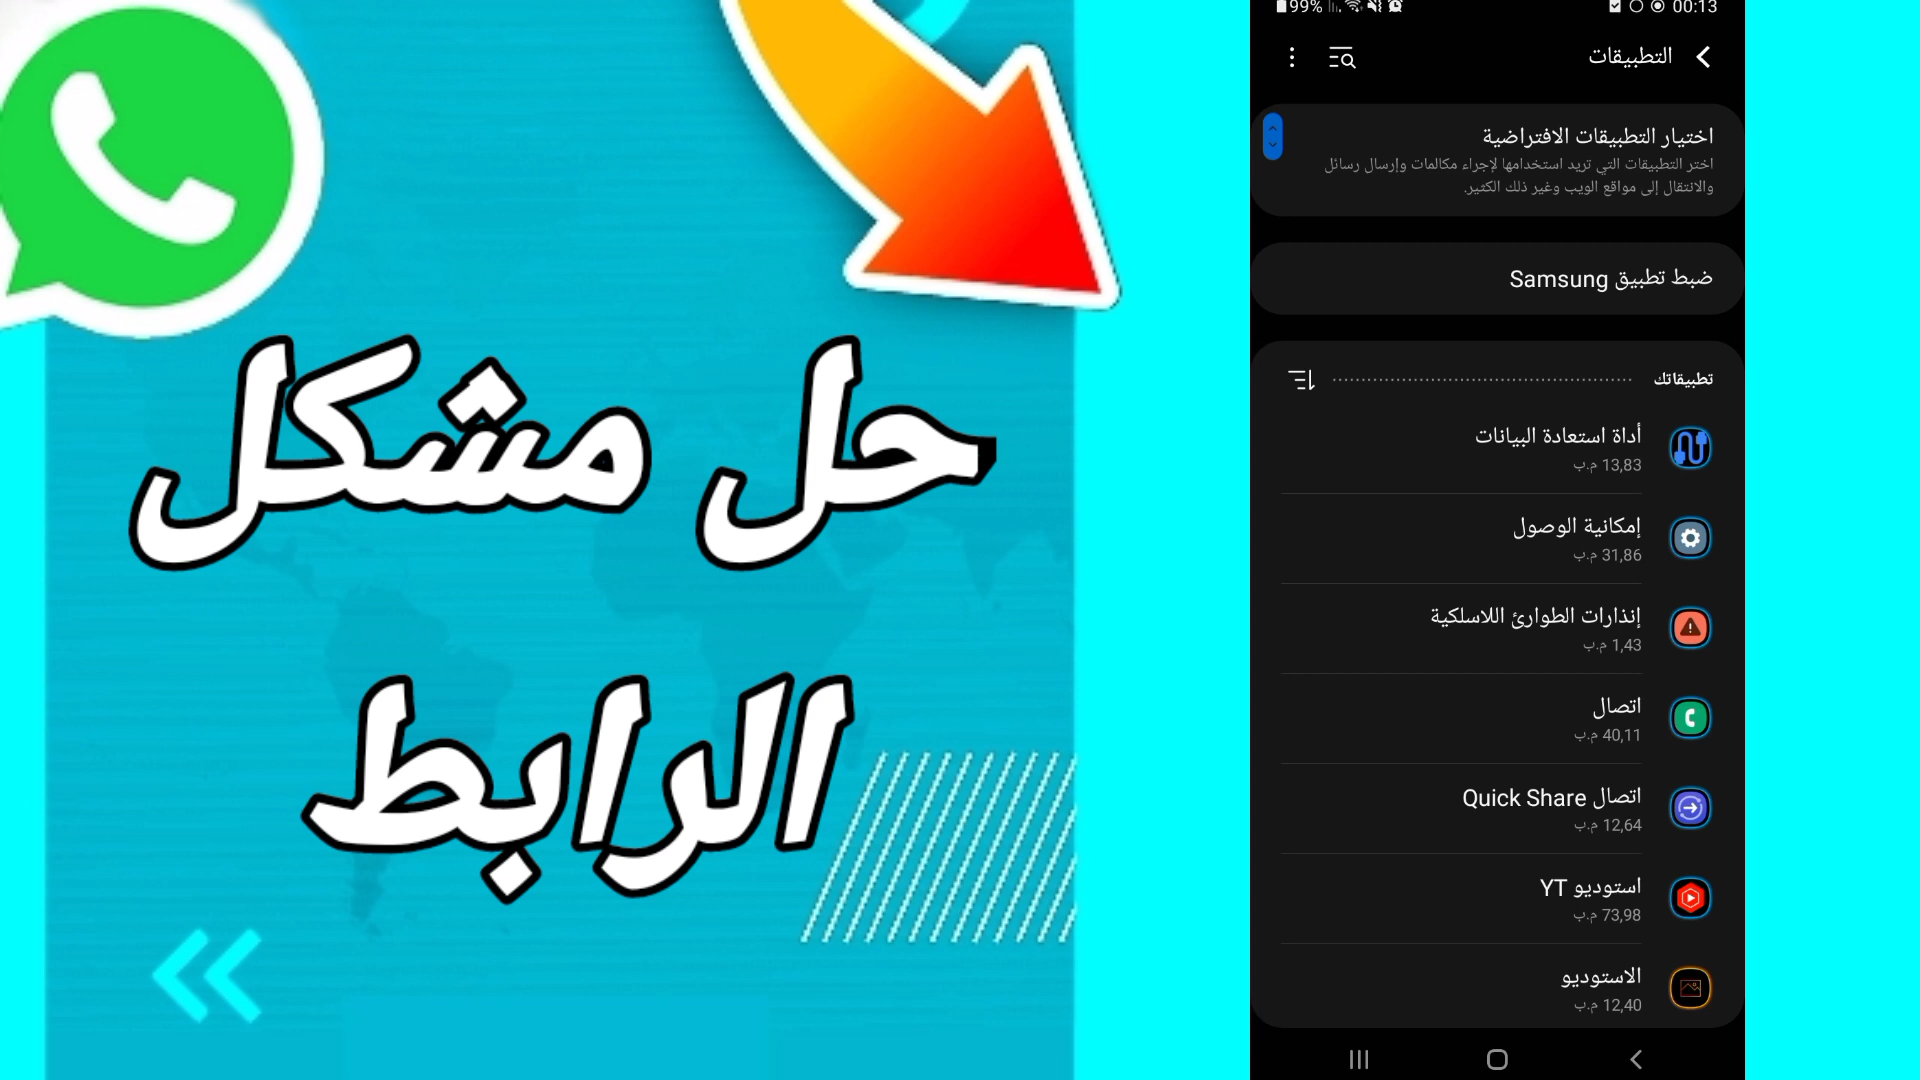 حل مشكل
الرابط
99%
00:13
التطبيقات
اختيار التطبيقات الافتراضية
اختر التطبيقات التي تريد استخدامها لإجراء مكالمات وإرسال رسائل
والانتقال إلى مواقع الويب وغير ذلك الكثير.
ضبط تطبيق Samsung
تطبيقاتك
أداة استعادة البيانات
13,83 م.ب
إمكانية الوصول
31,86 م.ب
إنذارات الطوارئ اللاسلكية
1,43 م.ب
اتصال
40,11 م.ب
اتصال Quick Share
12,64 م.ب
استوديو YT
73,98 م.ب
الاستوديو
12,40 م.ب